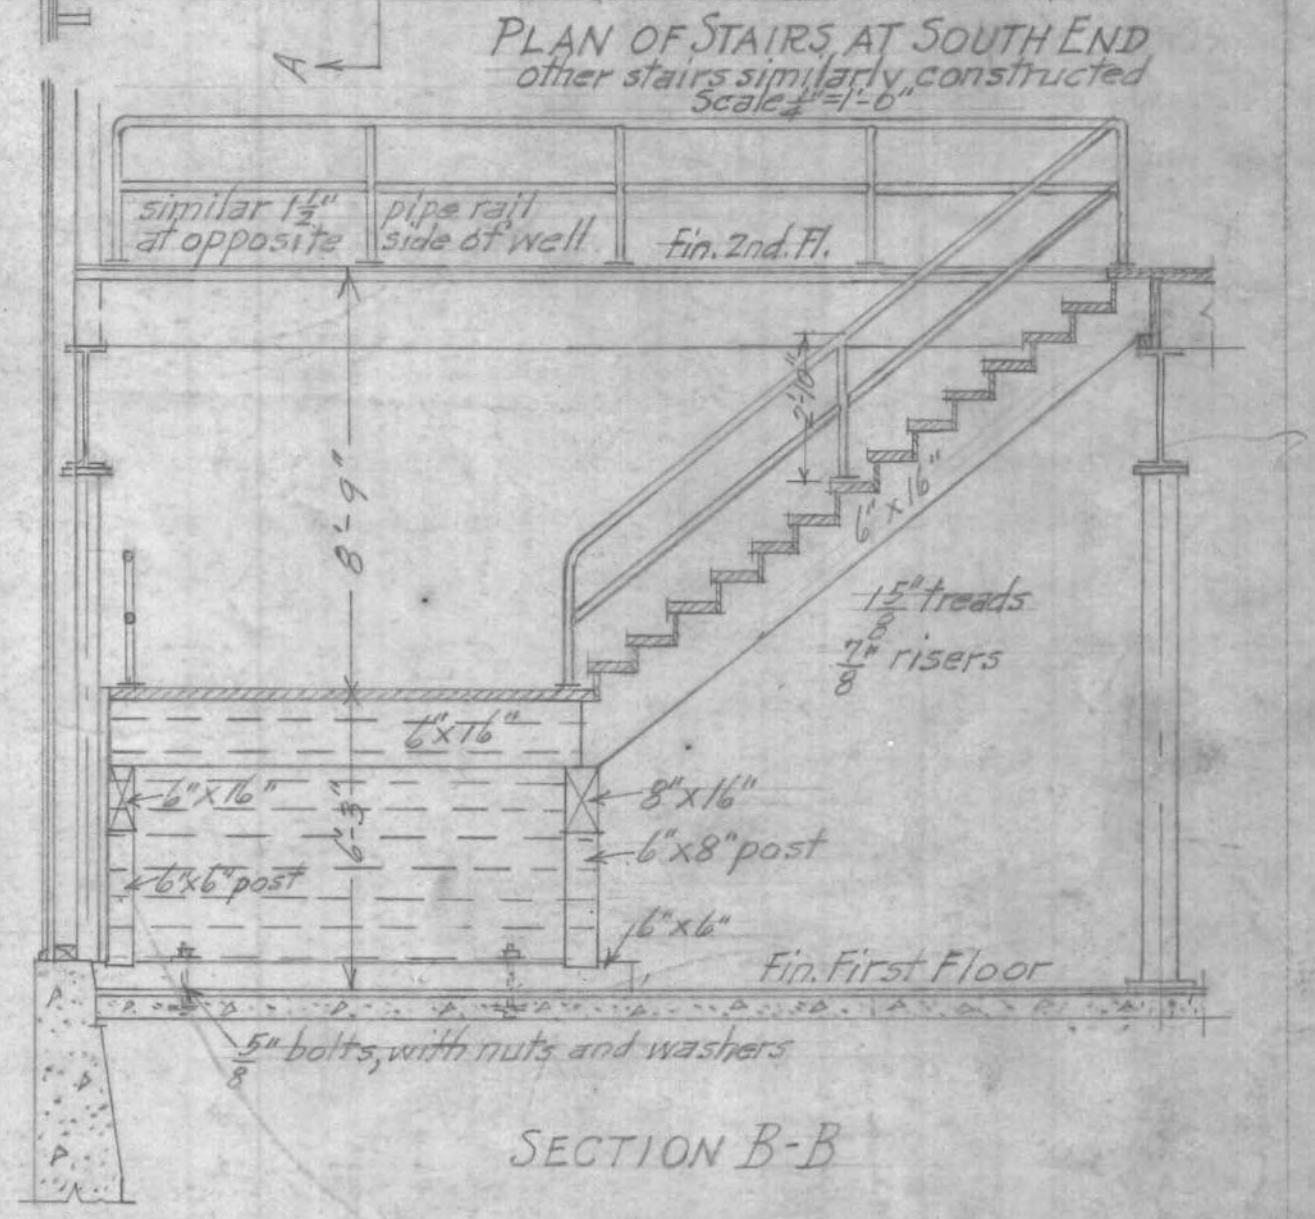 PLAN OF STAIRS AT SOUTH END
other stairs similarly constructed
Scale 1/4"=1'-0"
A
similar 1 1/2" pipe rail
at opposite side of well
Fin. 2nd. Fl.
2'-10"
8'-9"
6"x16"
1 5/8" treads
7/8" risers
6"x16"
6"x16"
8"x16"
6'-3"
6"x8" post
6"x6" post
6"x6"
Fin. First Floor
5/8" bolts, with nuts and washers
SECTION B-B